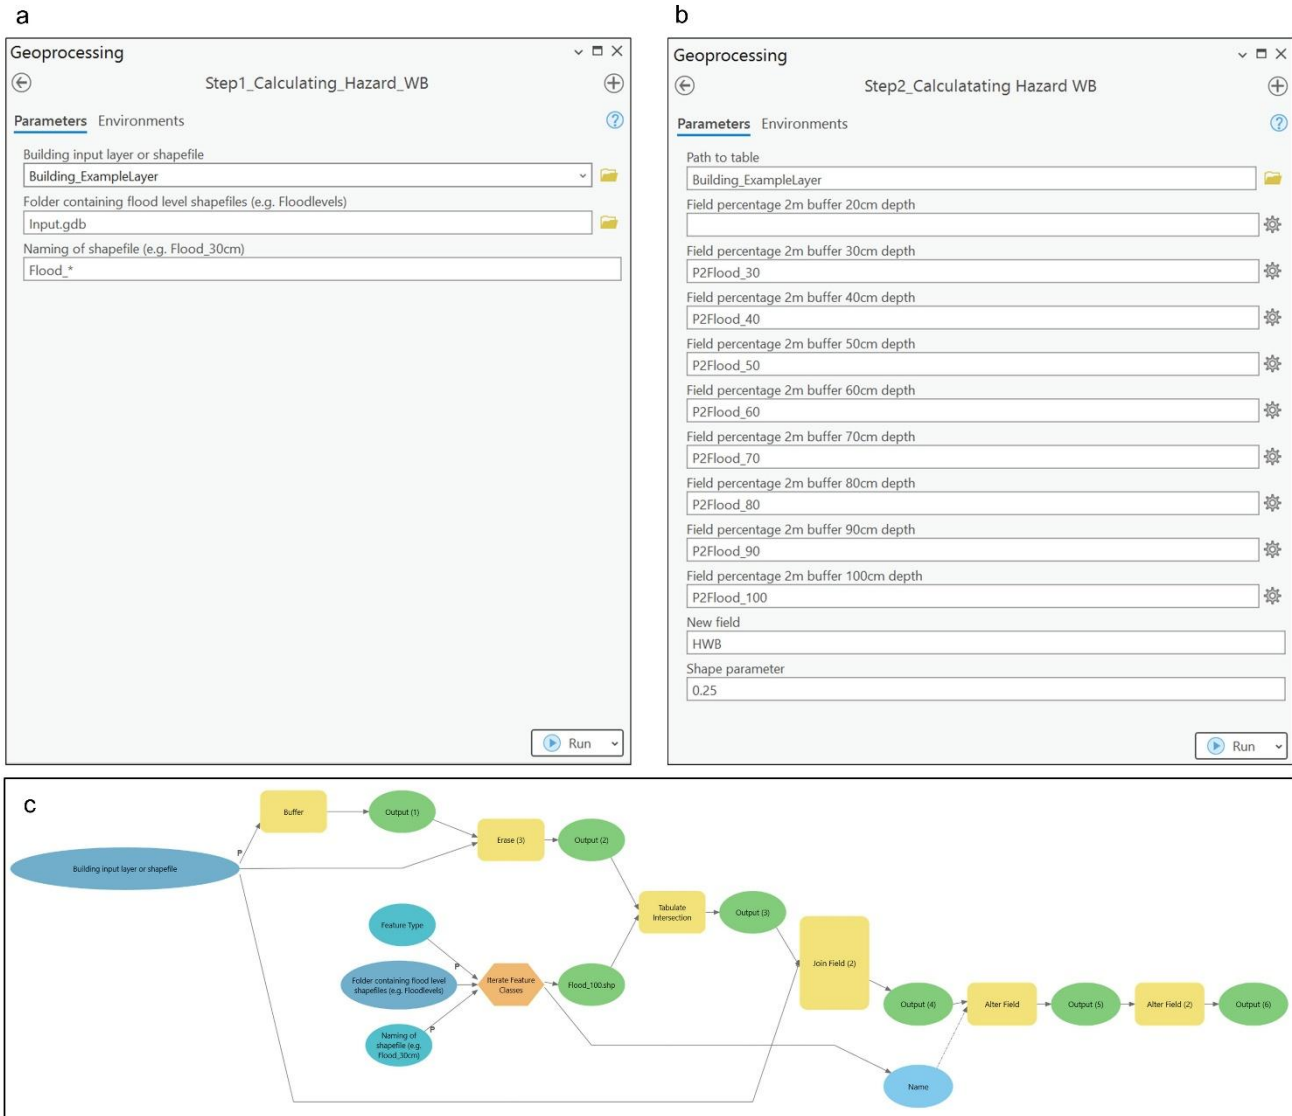 a
Geoprocessing
Step1_Calculating_Hazard_WB
Parameters Environments
Building input layer or shapefile
Building_ExampleLayer
Folder containing flood level shapefiles (e.g. Floodlevels)
Input.gdb
Naming of shapefile (e.g. Flood_30cm)
Flood_*
Run
b
Geoprocessing
Step2_Calculatating Hazard WB
Parameters Environments
Path to table
Building_ExampleLayer
Field percentage 2m buffer 20cm depth
Field percentage 2m buffer 30cm depth
P2Flood_30
Field percentage 2m buffer 40cm depth
P2Flood_40
Field percentage 2m buffer 50cm depth
P2Flood_50
Field percentage 2m buffer 60cm depth
P2Flood_60
Field percentage 2m buffer 70cm depth
P2Flood_70
Field percentage 2m buffer 80cm depth
P2Flood_80
Field percentage 2m buffer 90cm depth
P2Flood_90
Field percentage 2m buffer 100cm depth
P2Flood_100
New field
HWB
Shape parameter
0.25
Run
c
Buffer
Output (1)
Erase (3)
Output (2)
P
Building input layer or shapefile
Tabulate
Intersection
Output (3)
Feature Type
P
Folder containing flood level
shapefiles (e.g. Floodlevels)
Iterate Feature
Classes
Flood_100.shp
Join Field (2)
P
Naming of
shapefile (e.g.
Flood_30cm)
Output (4)
Alter Field
Output (5)
Alter Field (2)
Output (6)
Name